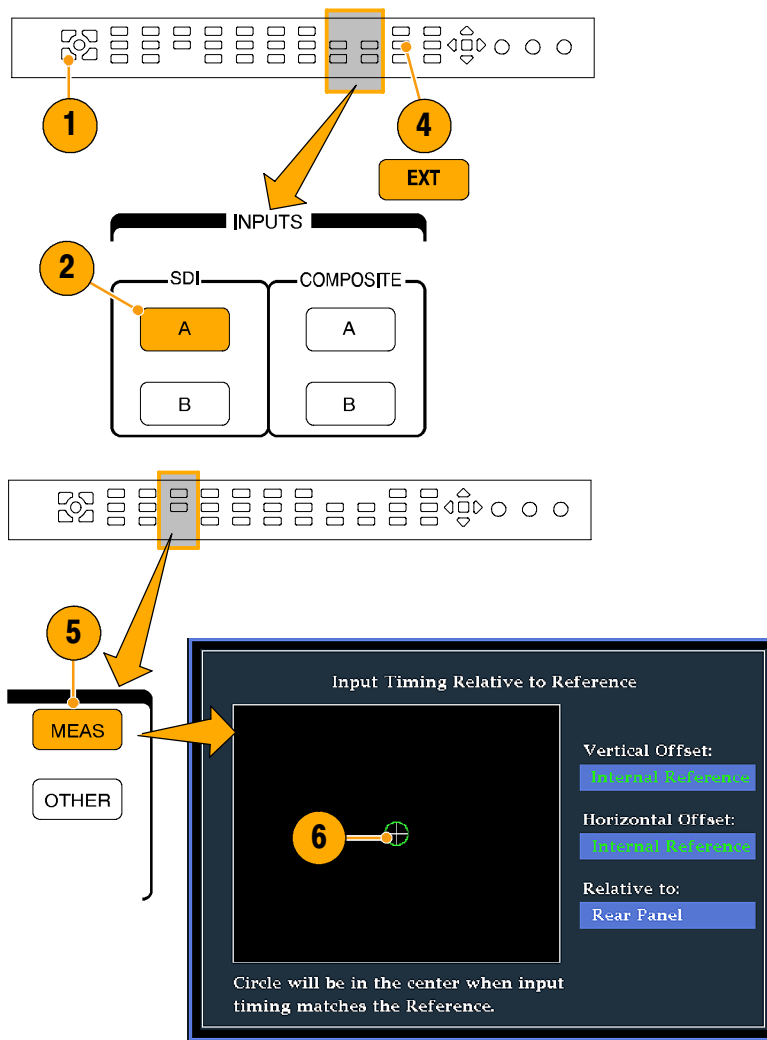 1
4
EXT
INPUTS
2
SDI
COMPOSITE
A
A
B
B
5
MEAS
OTHER
Input Timing Relative to Reference
Vertical Offset:
Internal Reference
Horizontal Offset:
Internal Reference
Relative to:
Rear Panel
6
Circle will be in the center when input
timing matches the Reference.